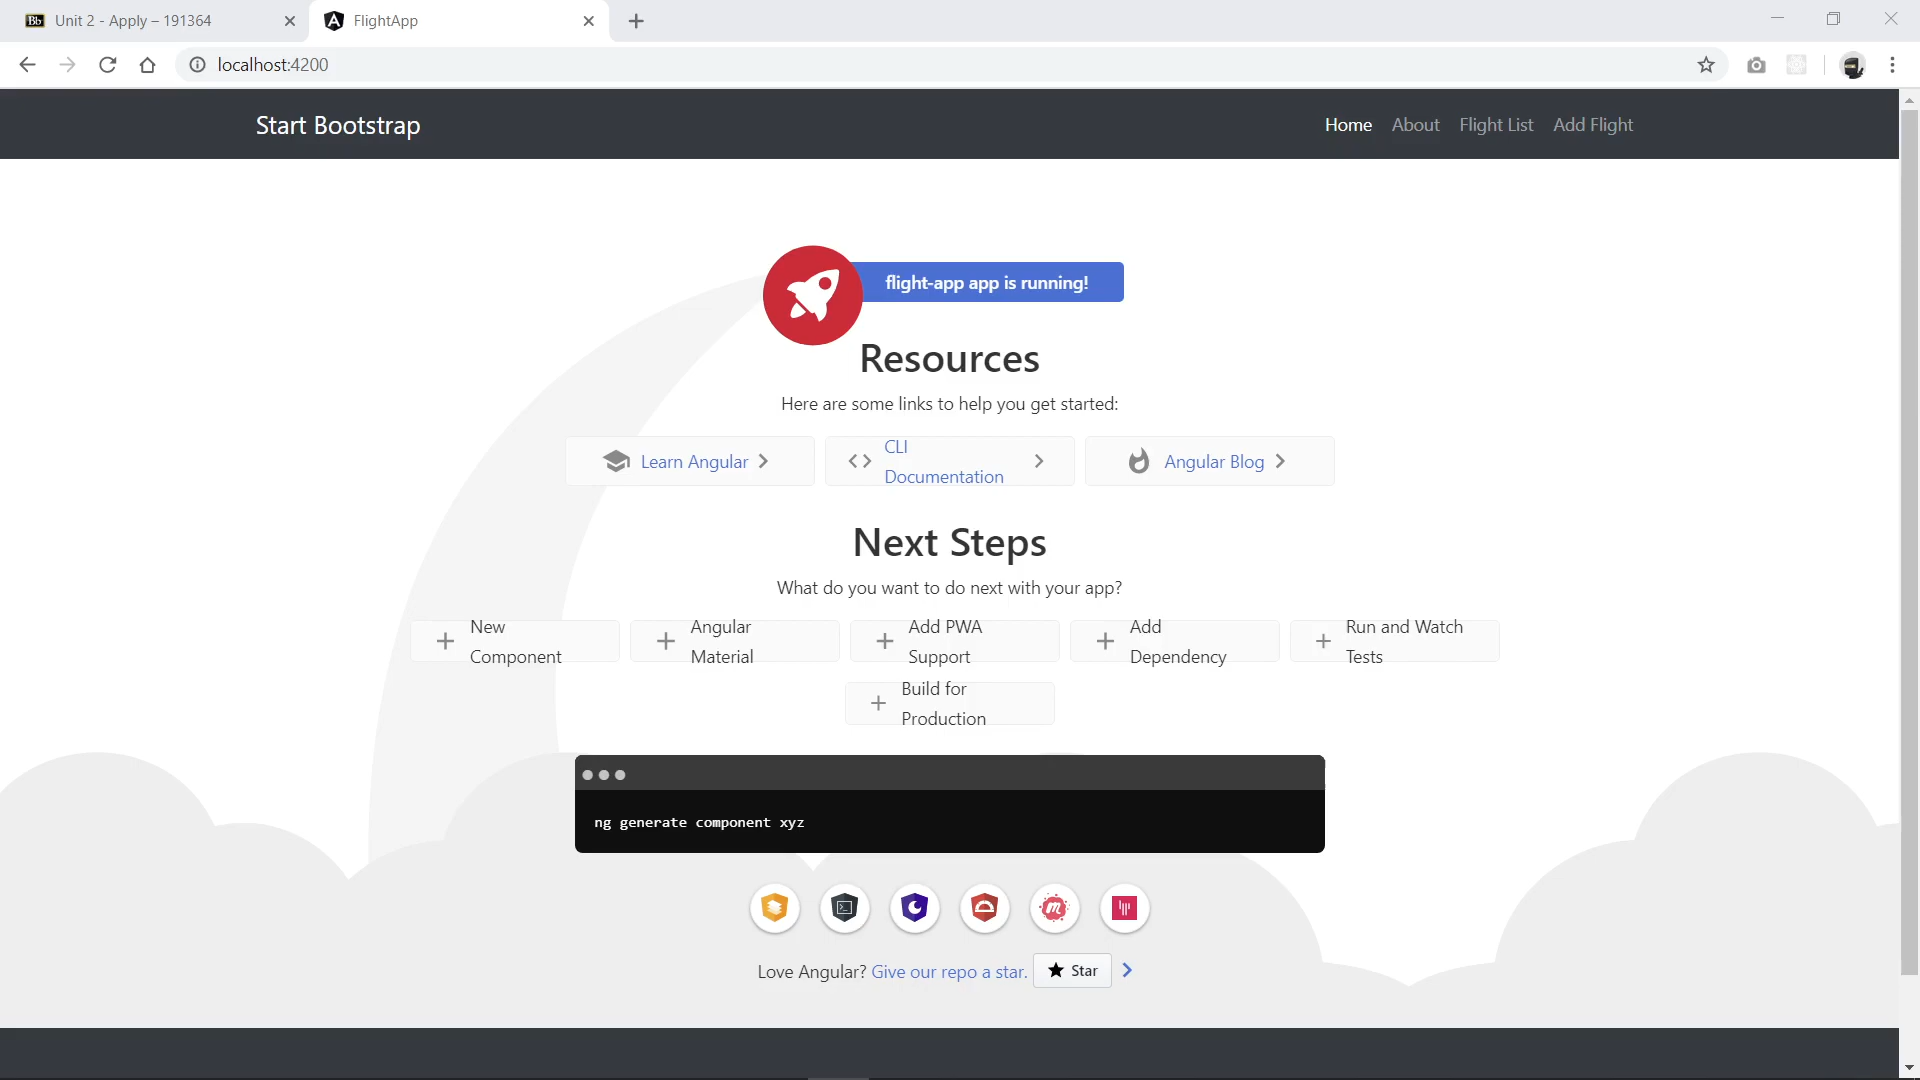 Bb Unit 2 - Apply – 191364
FlightApp
localhost:4200
Start Bootstrap
Home About Flight List Add Flight
flight-app app is running!
Resources
Here are some links to help you get started:
Learn Angular
CLI
Documentation
Angular Blog
Next Steps
What do you want to do next with your app?
New
Component
Angular
Material
Add PWA
Support
Add
Dependency
Run and Watch
Tests
Build for
Production
ng generate component xyz
Love Angular? Give our repo a star. Star